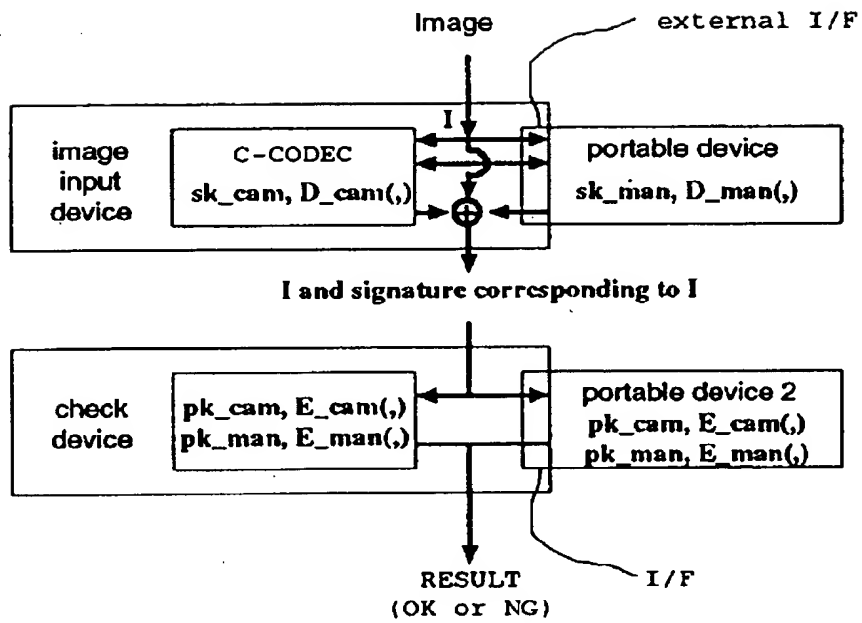 Image
external I/F
I
image
input
device
C-CODEC
sk_cam, D_cam(,)
portable device
sk_man, D_man(,)
I and signature corresponding to I
check
device
pk_cam, E_cam(,)
pk_man, E_man(,)
portable device 2
pk_cam, E_cam(,)
pk_man, E_man(,)
I/F
RESULT
(OK or NG)